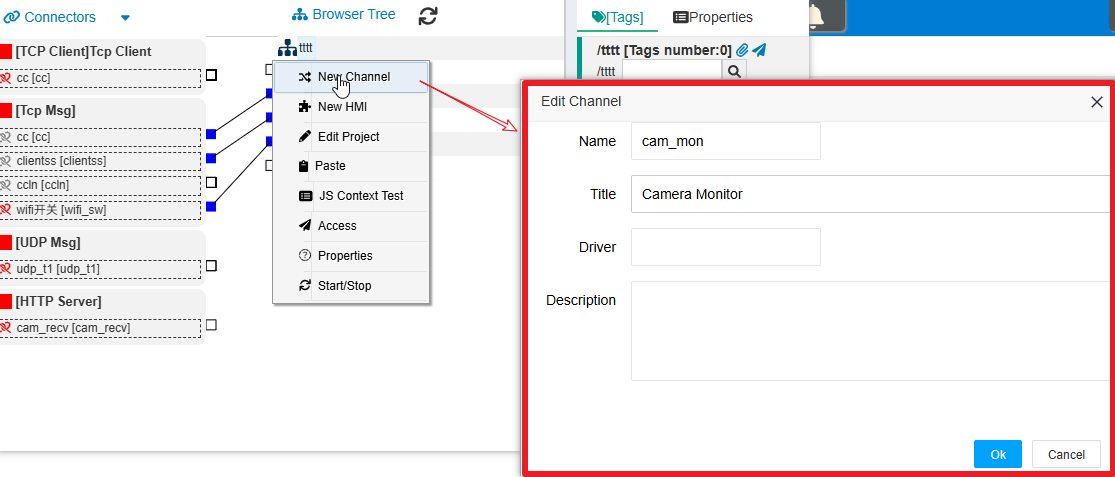 Connectors
[TCP Client]Tcp Client
cc [cc]
[Tcp Msg]
cc [cc]
clientss [clientss]
ccln [ccln]
wifi开关 [wifi_sw]
[UDP Msg]
udp_t1 [udp_t1]
[HTTP Server]
cam_recv [cam_recv]
Browser Tree
tttt
New Channel
New HMI
Edit Project
Paste
JS Context Test
Access
Properties
Start/Stop
[Tags] Properties
/tttt [Tags number:0]
/tttt
Edit Channel
Name cam_mon
Title Camera Monitor
Driver
Description
Ok Cancel